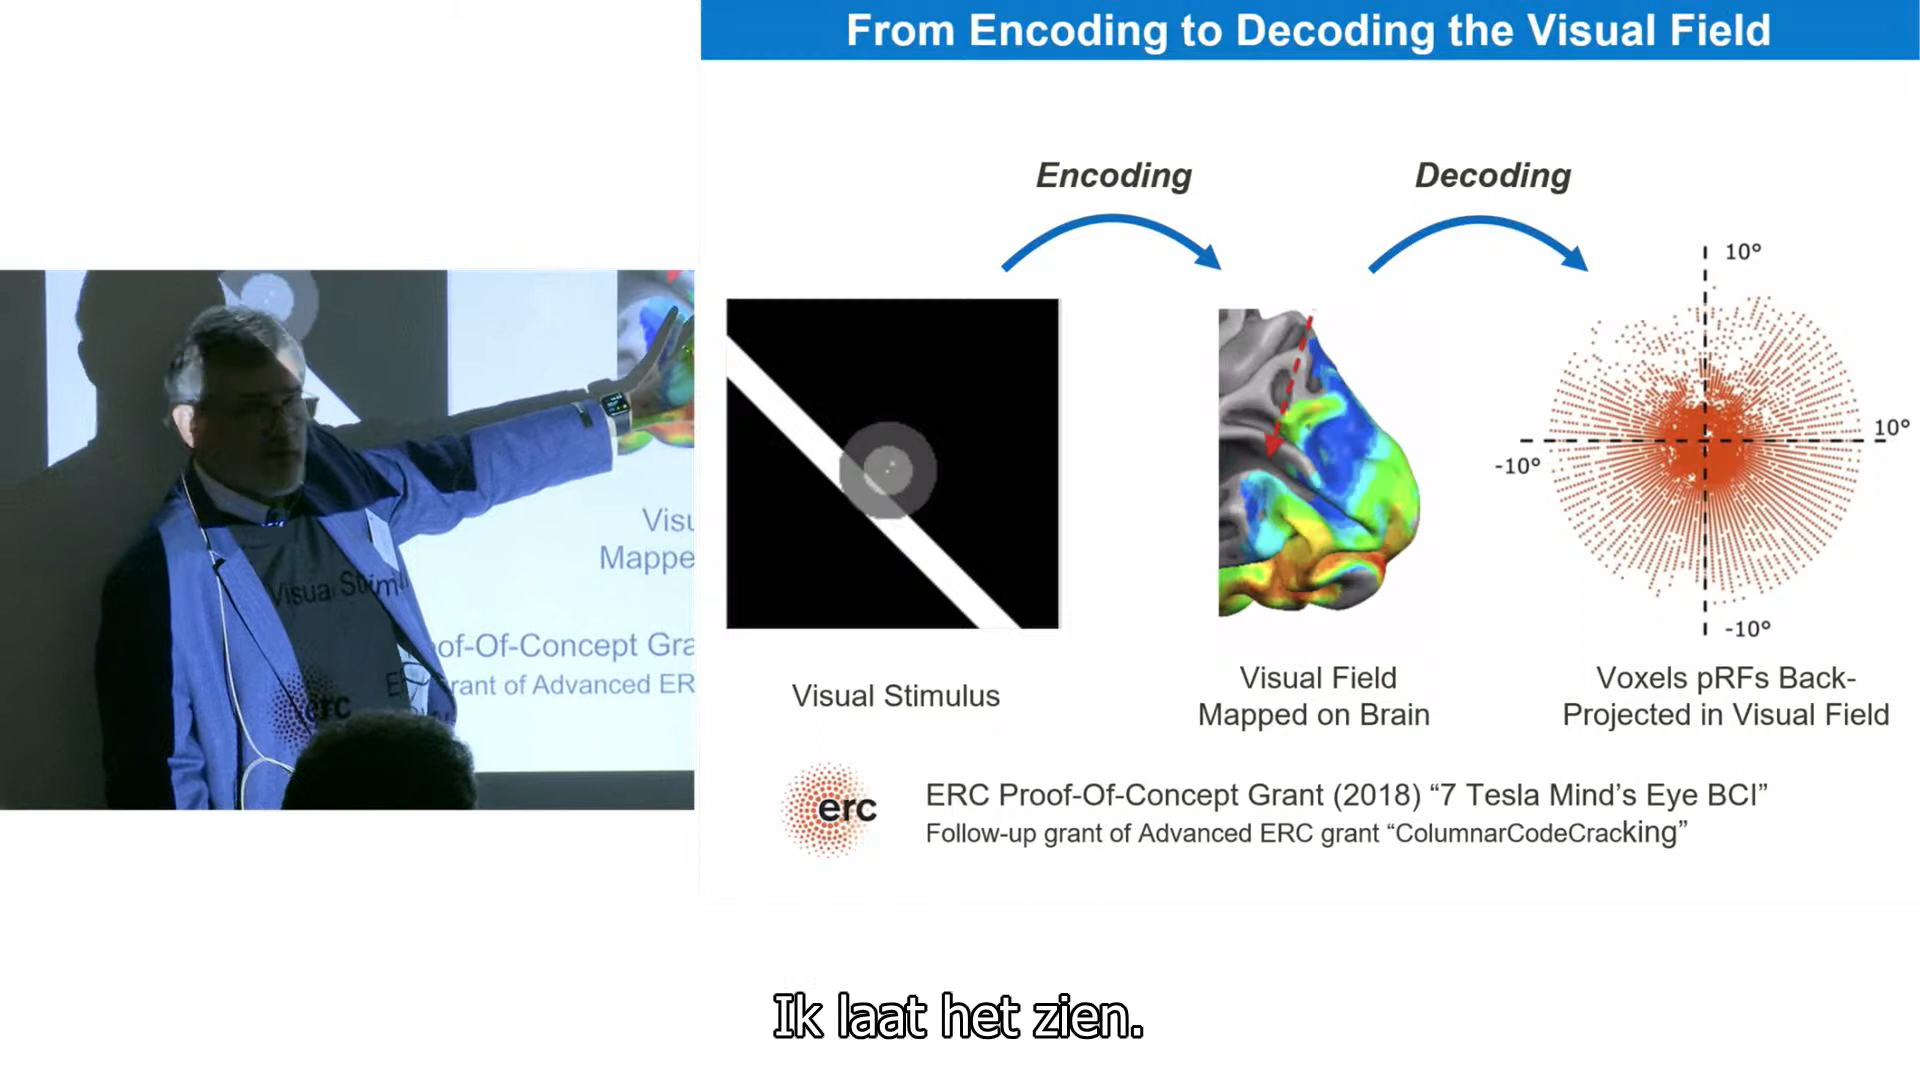 From Encoding to Decoding the Visual Field
Encoding
Decoding
10°
10°
-10°
-10°
Visual Stimulus
Visual Field
Mapped on Brain
Voxels pRFs Back-
Projected in Visual Field
erc
ERC Proof-Of-Concept Grant (2018) “7 Tesla Mind’s Eye BCI”
Follow-up grant of Advanced ERC grant “ColumnarCodeCracking”
Visu
Mappe
Visual Stim
oof-Of-Concept Gra
rant of Advanced ER
erc
Ik laat het zien.